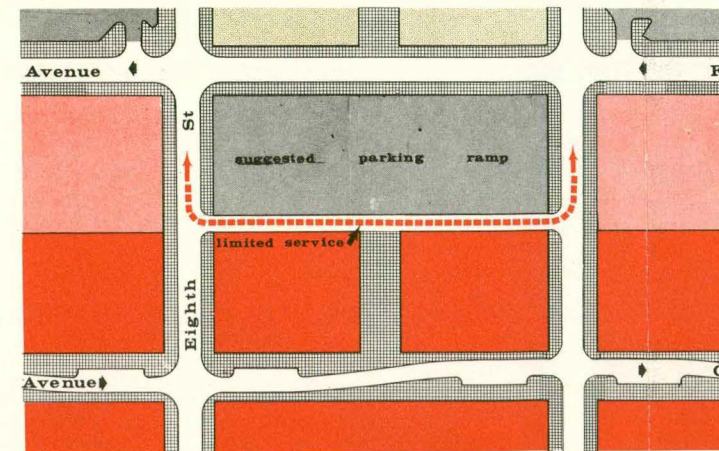 Avenue
F
St
suggested parking ramp
limited service
Eighth
Avenue